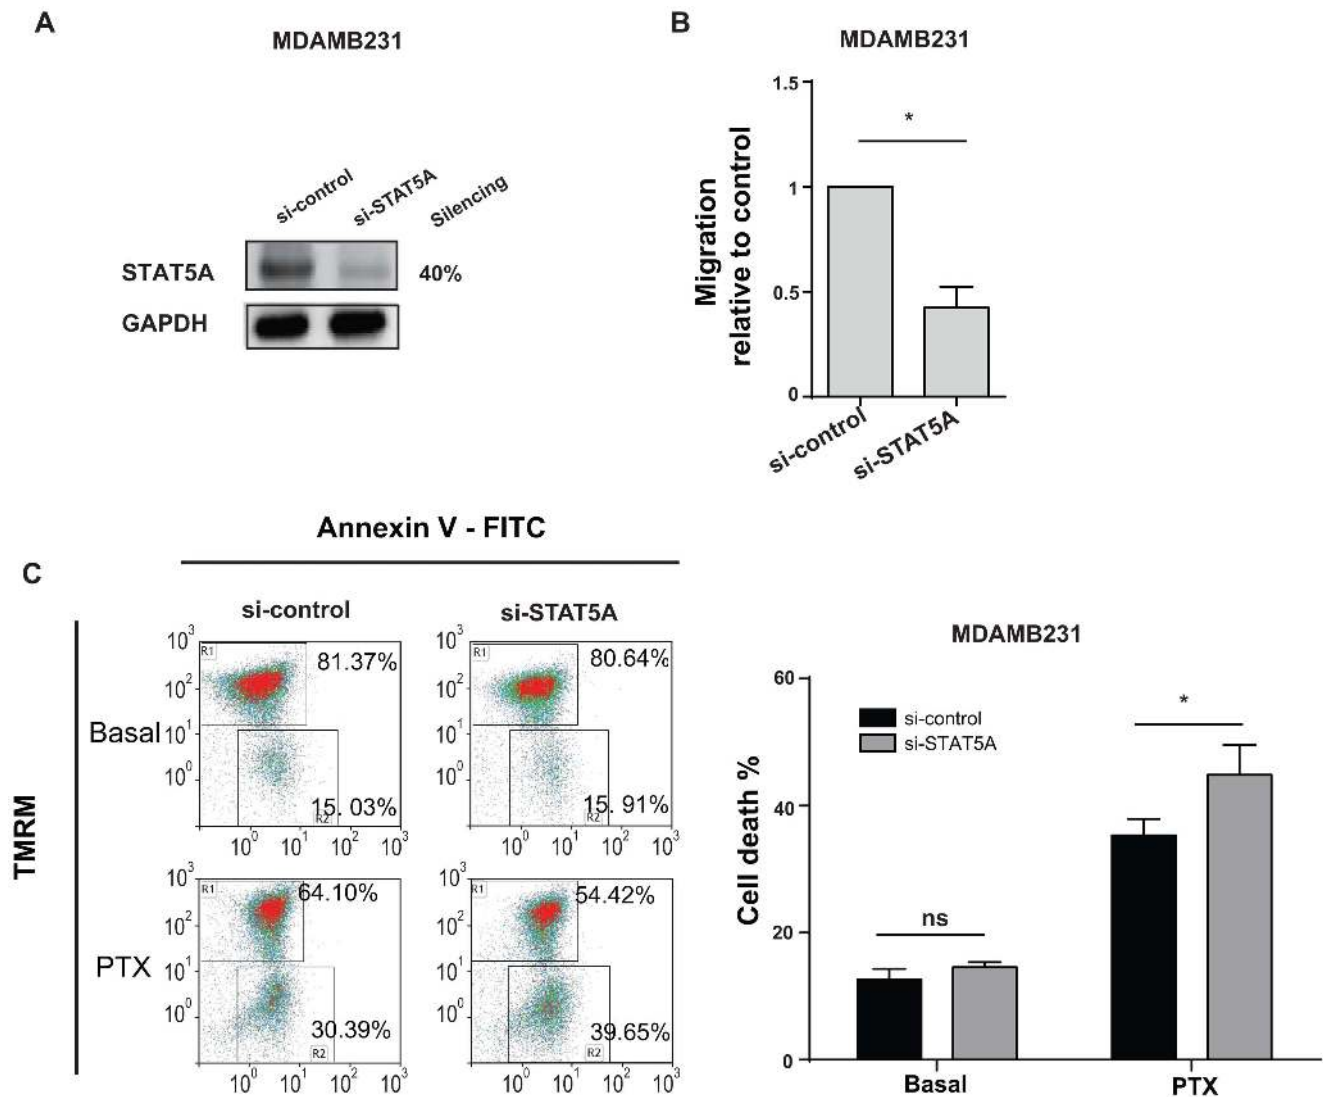 A
MDAMB231
si-control
si-STAT5A
Silencing
STAT5A
40%
GAPDH
B
MDAMB231
1.5
1
0.5
0
Migration
relative to control
*
si-control
si-STAT5A
C
Annexin V - FITC
si-control
si-STAT5A
TMRM
Basal
PTX
10³
10²
10¹
10⁰
R1
81.37%
15. 03%
R2
10⁰ 10¹ 10² 10³
10³
10²
10¹
10⁰
R1
80.64%
15. 91%
R2
10⁰ 10¹ 10² 10³
10³
10²
10¹
10⁰
R1
64.10%
30.39%
R2
10⁰ 10¹ 10² 10³
10³
10²
10¹
10⁰
R1
54.42%
39.65%
R2
10⁰ 10¹ 10² 10³
MDAMB231
60
40
20
0
Cell death %
si-control
si-STAT5A
ns
*
Basal
PTX